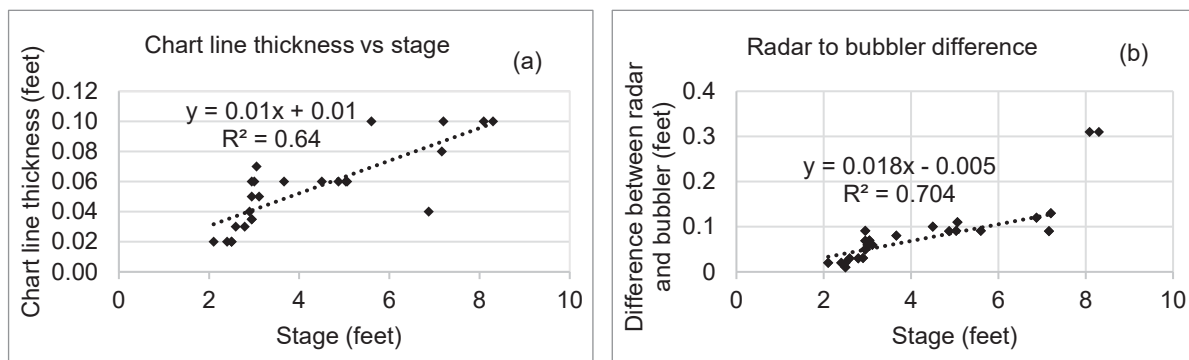 Chart line thickness vs stage
(a)
Chart line thickness (feet)
0.12
0.10
0.08
0.06
0.04
0.02
0.00
y = 0.01x + 0.01
R² = 0.64
0 2 4 6 8 10
Stage (feet)
Radar to bubbler difference
(b)
Difference between radar
and bubbler (feet)
0.4
0.3
0.2
0.1
0
y = 0.018x - 0.005
R² = 0.704
0 2 4 6 8 10
Stage (feet)